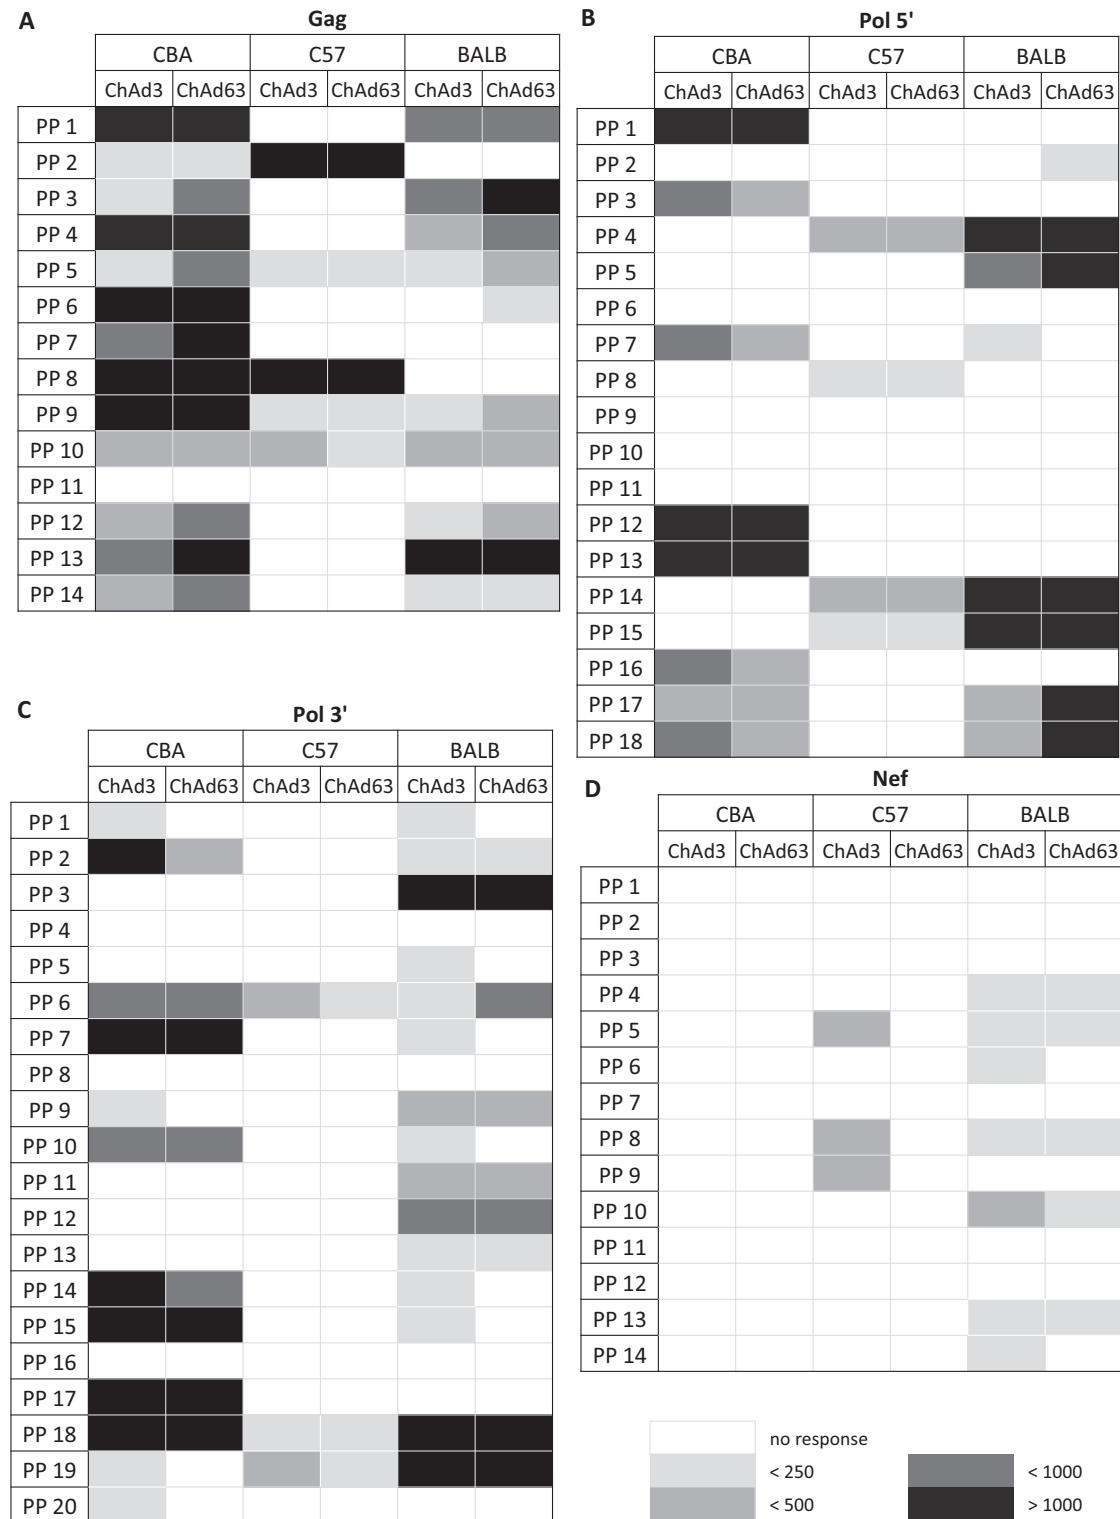 A
Gag
CBA C57 BALB
ChAd3 ChAd63 ChAd3 ChAd63 ChAd3 ChAd63
PP 1
PP 2
PP 3
PP 4
PP 5
PP 6
PP 7
PP 8
PP 9
PP 10
PP 11
PP 12
PP 13
PP 14
B
Pol 5'
CBA C57 BALB
ChAd3 ChAd63 ChAd3 ChAd63 ChAd3 ChAd63
PP 1
PP 2
PP 3
PP 4
PP 5
PP 6
PP 7
PP 8
PP 9
PP 10
PP 11
PP 12
PP 13
PP 14
PP 15
PP 16
PP 17
PP 18
C
Pol 3'
CBA C57 BALB
ChAd3 ChAd63 ChAd3 ChAd63 ChAd3 ChAd63
PP 1
PP 2
PP 3
PP 4
PP 5
PP 6
PP 7
PP 8
PP 9
PP 10
PP 11
PP 12
PP 13
PP 14
PP 15
PP 16
PP 17
PP 18
PP 19
PP 20
D
Nef
CBA C57 BALB
ChAd3 ChAd63 ChAd3 ChAd63 ChAd3 ChAd63
PP 1
PP 2
PP 3
PP 4
PP 5
PP 6
PP 7
PP 8
PP 9
PP 10
PP 11
PP 12
PP 13
PP 14
no response
< 250 < 1000
< 500 > 1000